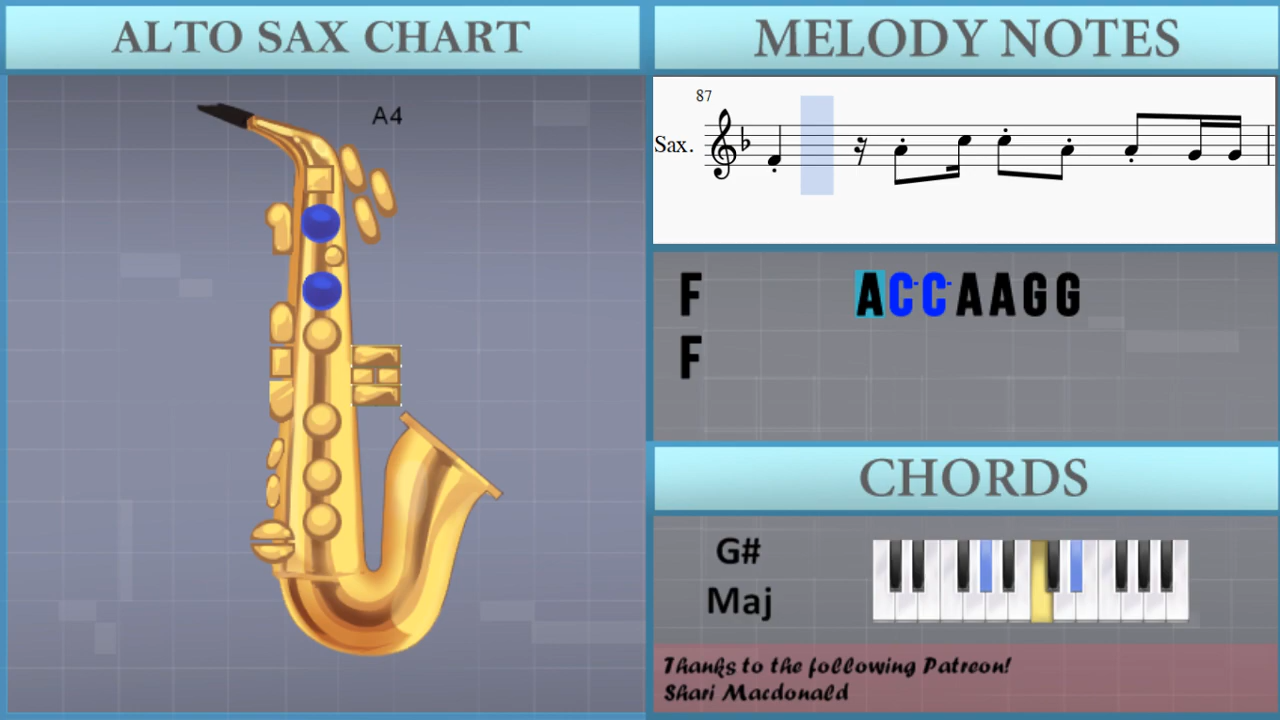 ALTO SAX CHART
A4
MELODY NOTES
87
Sax.
F ACCAAGG
F
CHORDS
G#
Maj
Thanks to the following Patreon!
Shari Macdonald